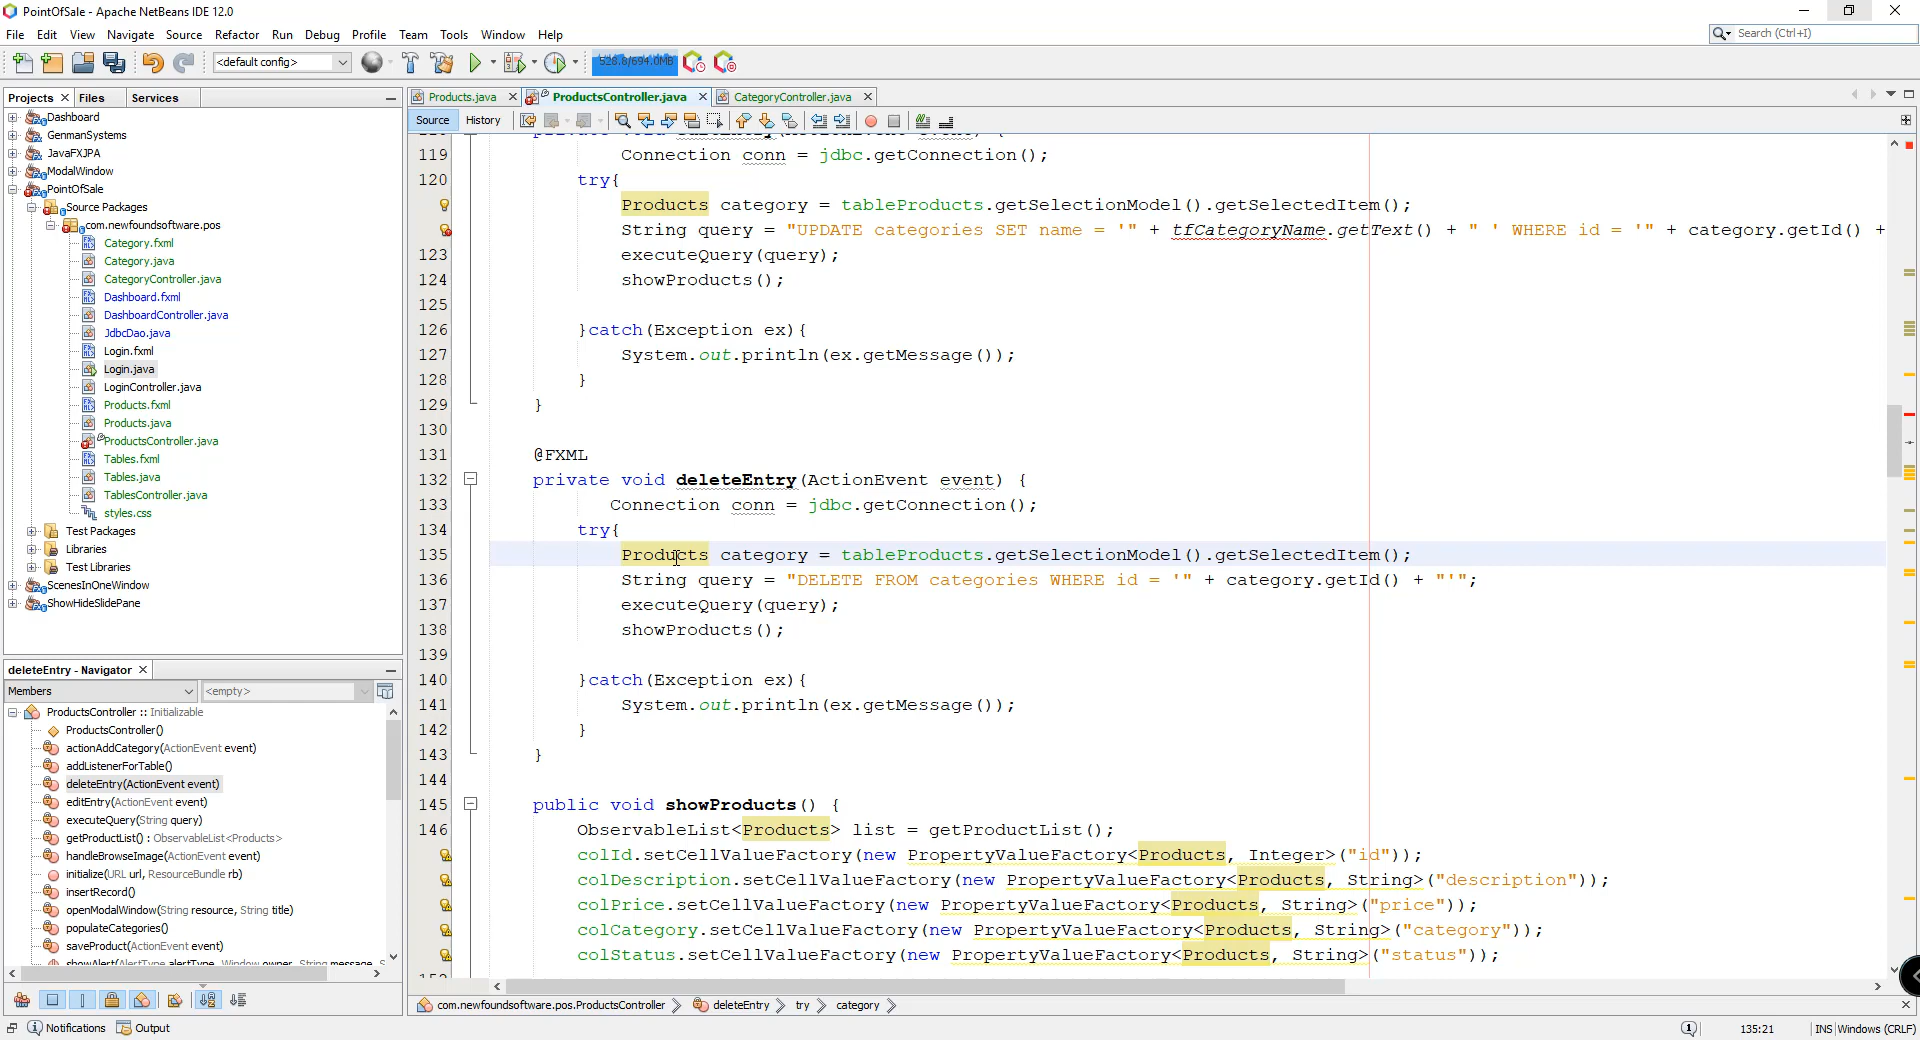 PointOfSale - Apache NetBeans IDE 12.0
File Edit View Navigate Source Refactor Run Debug Profile Team Tools Window Help
Search (Ctrl+I)
<default config>
528.8/694.0MB
Projects Files Services
Products.java ProductsController.java CategoryController.java
Source History
Dashboard
GenmanSystems
JavaFXJPA
ModalWindow
PointOfSale
Source Packages
com.newfoundsoftware.pos
Category.fxml
Category.java
CategoryController.java
Dashboard.fxml
DashboardController.java
JdbcDao.java
Login.fxml
Login.java
LoginController.java
Products.fxml
Products.java
ProductsController.java
Tables.fxml
Tables.java
TablesController.java
styles.css
Test Packages
Libraries
Test Libraries
ScenesInOneWindow
ShowHideSlidePane
deleteEntry - Navigator
Members
<empty>
ProductsController :: Initializable
ProductsController()
actionAddCategory(ActionEvent event)
addListenerForTable()
deleteEntry(ActionEvent event)
editEntry(ActionEvent event)
executeQuery(String query)
getProductList() : ObservableList<Products>
handleBrowseImage(ActionEvent event)
initialize(URL url, ResourceBundle rb)
insertRecord()
openModalWindow(String resource, String title)
populateCategories()
saveProduct(ActionEvent event)
119 Connection conn = jdbc.getConnection();
120 try{
Products category = tableProducts.getSelectionModel().getSelectedItem();
String query = "UPDATE categories SET name = '" + tfCategoryName.getText() + " ' WHERE id = '" + category.getId() +
123 executeQuery(query);
124 showProducts();
125
126 }catch(Exception ex){
127 System.out.println(ex.getMessage());
128 }
129 }
130
131 @FXML
132 private void deleteEntry(ActionEvent event) {
133 Connection conn = jdbc.getConnection();
134 try{
135 Products category = tableProducts.getSelectionModel().getSelectedItem();
136 String query = "DELETE FROM categories WHERE id = '" + category.getId() + "'";
137 executeQuery(query);
138 showProducts();
139
140 }catch(Exception ex){
141 System.out.println(ex.getMessage());
142 }
143 }
144
145 public void showProducts() {
146 ObservableList<Products> list = getProductList();
colId.setCellValueFactory(new PropertyValueFactory<Products, Integer>("id"));
colDescription.setCellValueFactory(new PropertyValueFactory<Products, String>("description"));
colPrice.setCellValueFactory(new PropertyValueFactory<Products, String>("price"));
colCategory.setCellValueFactory(new PropertyValueFactory<Products, String>("category"));
colStatus.setCellValueFactory(new PropertyValueFactory<Products, String>("status"));
com.newfoundsoftware.pos.ProductsController deleteEntry try category
Notifications Output
135:21 INS Windows (CRLF)